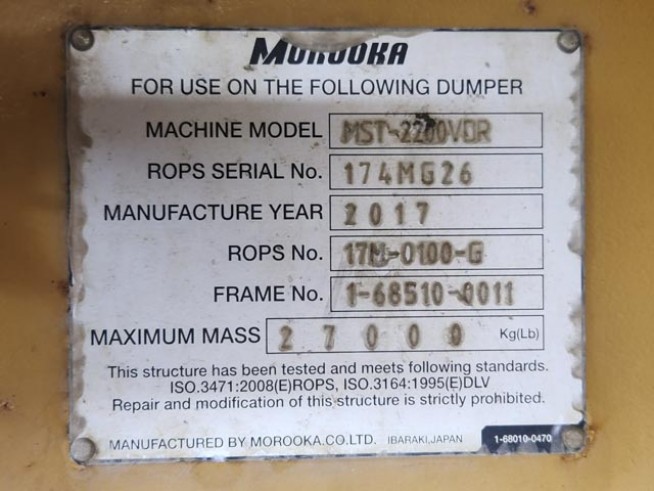 MOROOKA
FOR USE ON THE FOLLOWING DUMPER
MACHINE MODEL MST-2200VDR
ROPS SERIAL No. 174MG26
MANUFACTURE YEAR 2017
ROPS No. 17M-0100-G
FRAME No. 1-68510-0011
MAXIMUM MASS 27000 Kg(Lb)
This structure has been tested and meets following standards.
ISO.3471:2008(E)ROPS, ISO.3164:1995(E)DLV
Repair and modification of this structure is strictly prohibited.
MANUFACTURED BY MOROOKA.CO.LTD. IBARAKI,JAPAN 1-68010-0470